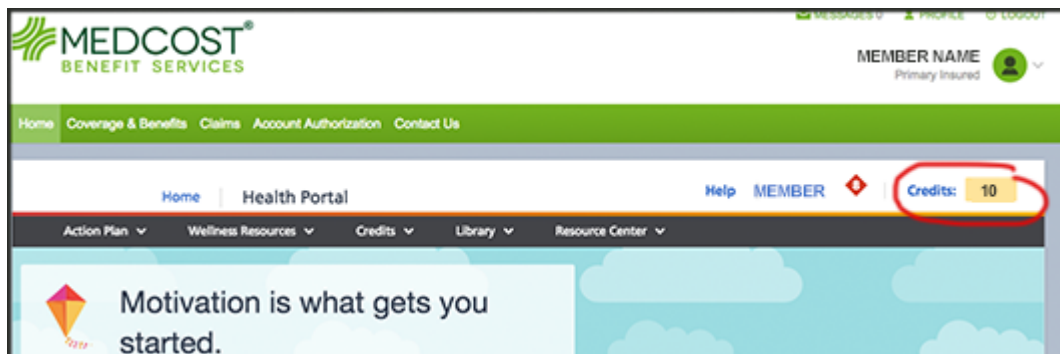 MESSAGES 0 PROFILE LOGOUT
MEDCOST®
BENEFIT SERVICES
MEMBER NAME
Primary Insured
Home Coverage & Benefits Claims Account Authorization Contact Us
Home Health Portal Help MEMBER Credits: 10
Action Plan Wellness Resources Credits Library Resource Center
Motivation is what gets you
started.